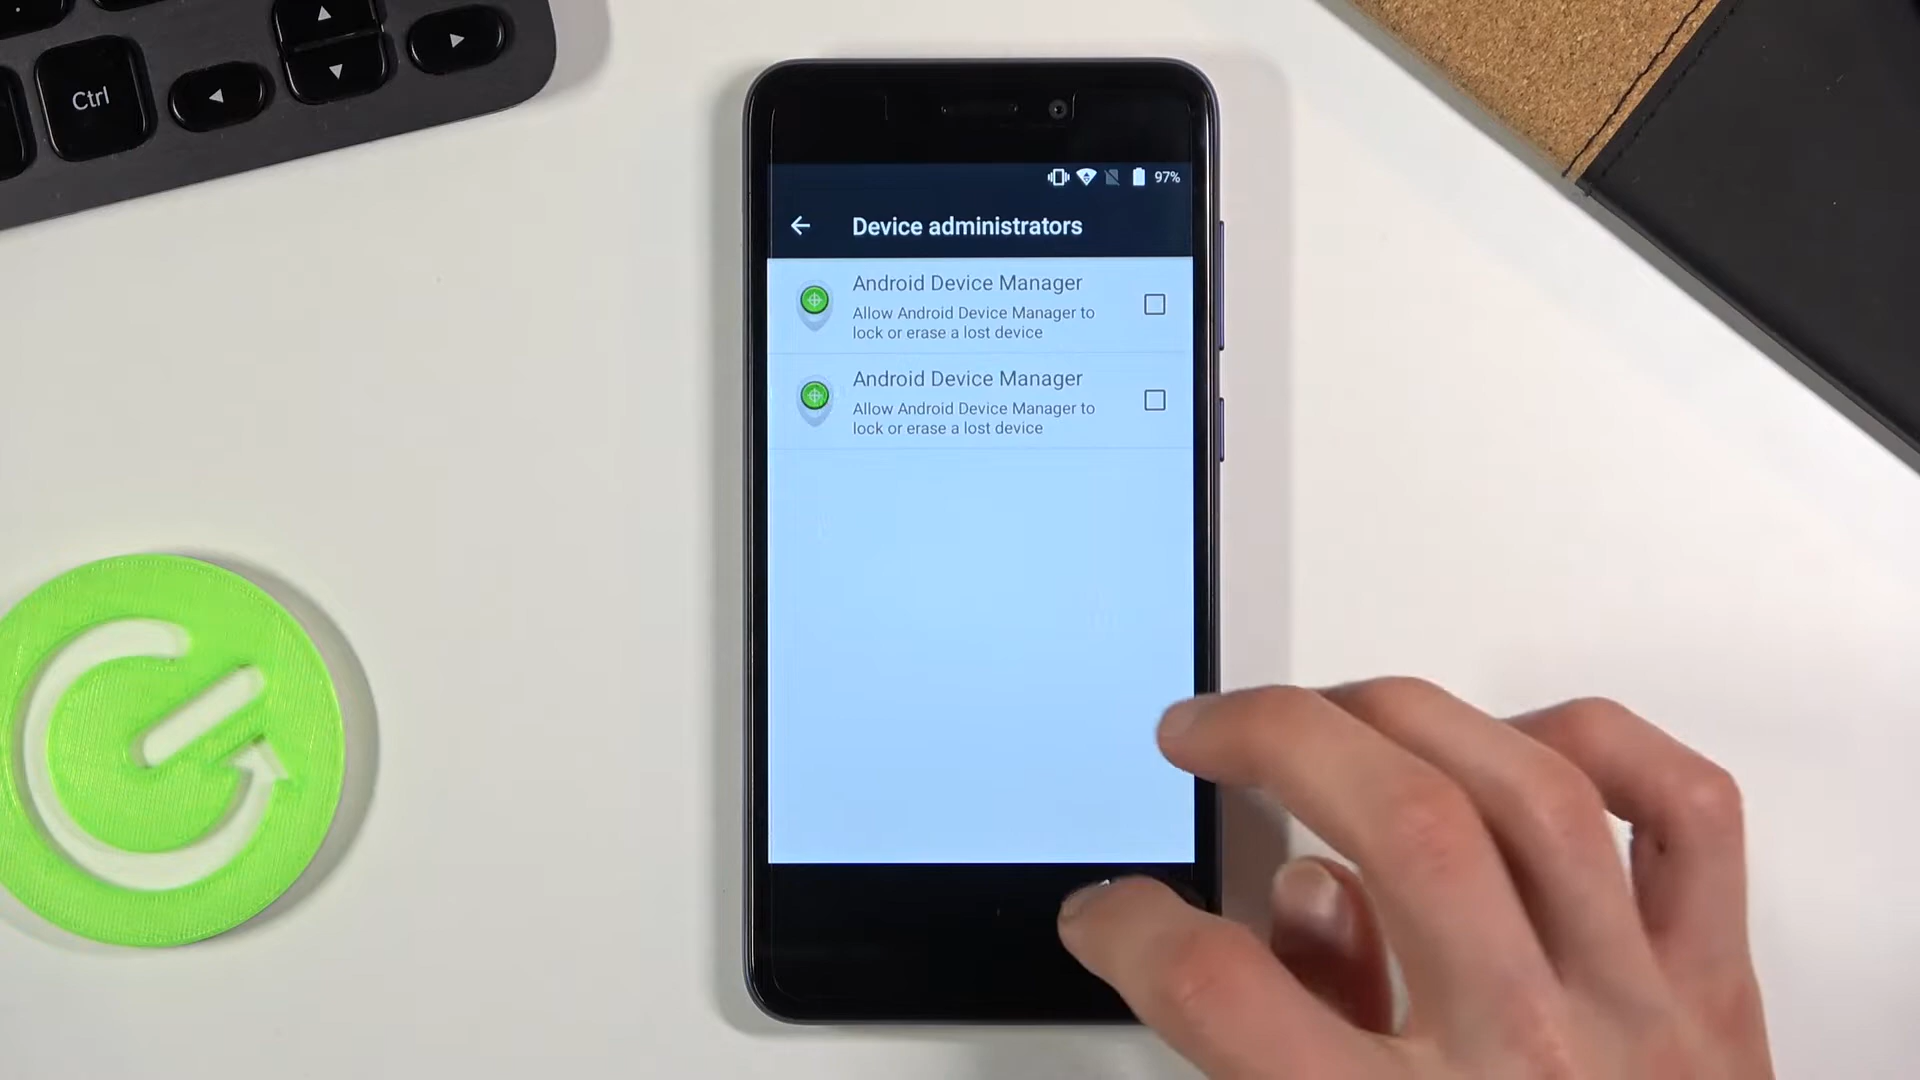 Ctrl
97%
Device administrators
Android Device Manager
Allow Android Device Manager to
lock or erase a lost device
Android Device Manager
Allow Android Device Manager to
lock or erase a lost device